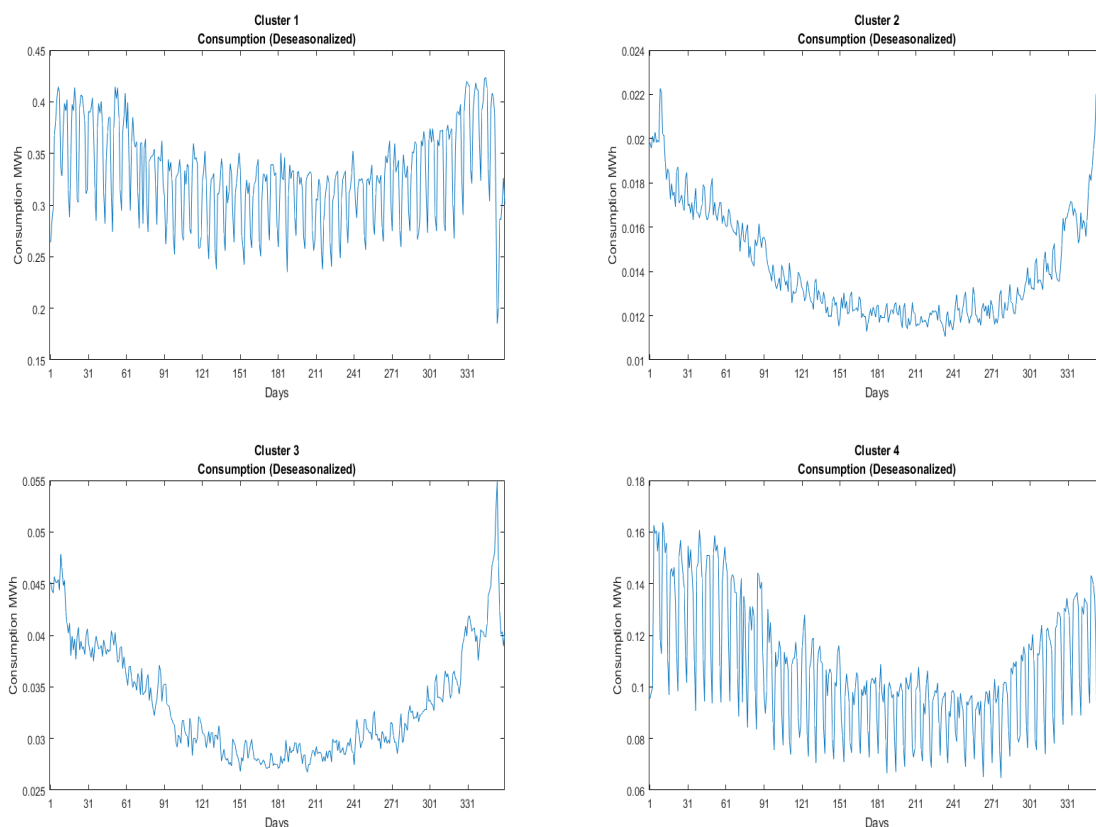 Cluster 1
Consumption (Deseasonalized)
0.45
0.4
0.35
0.3
0.25
0.2
0.15
Consumption MWh
1 31 61 91 121 151 181 211 241 271 301 331
Days
Cluster 2
Consumption (Deseasonalized)
0.024
0.022
0.02
0.018
0.016
0.014
0.012
0.01
Consumption MWh
1 31 61 91 121 151 181 211 241 271 301 331
Days
Cluster 3
Consumption (Deseasonalized)
0.055
0.05
0.045
0.04
0.035
0.03
0.025
Consumption MWh
1 31 61 91 121 151 181 211 241 271 301 331
Days
Cluster 4
Consumption (Deseasonalized)
0.18
0.16
0.14
0.12
0.1
0.08
0.06
Consumption MWh
1 31 61 91 121 151 181 211 241 271 301 331
Days